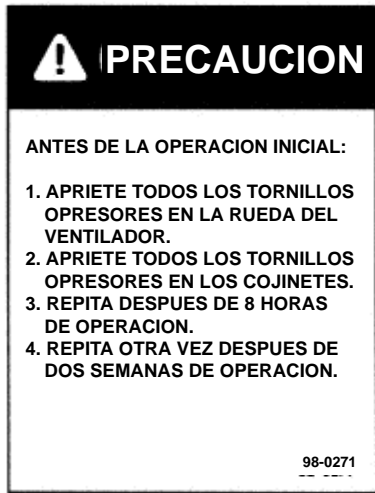 PRECAUCION
ANTES DE LA OPERACION INICIAL:
1. APRIETE TODOS LOS TORNILLOS
OPRESORES EN LA RUEDA DEL
VENTILADOR.
2. APRIETE TODOS LOS TORNILLOS
OPRESORES EN LOS COJINETES.
3. REPITA DESPUES DE 8 HORAS
DE OPERACION.
4. REPITA OTRA VEZ DESPUES DE
DOS SEMANAS DE OPERACION.
98-0271